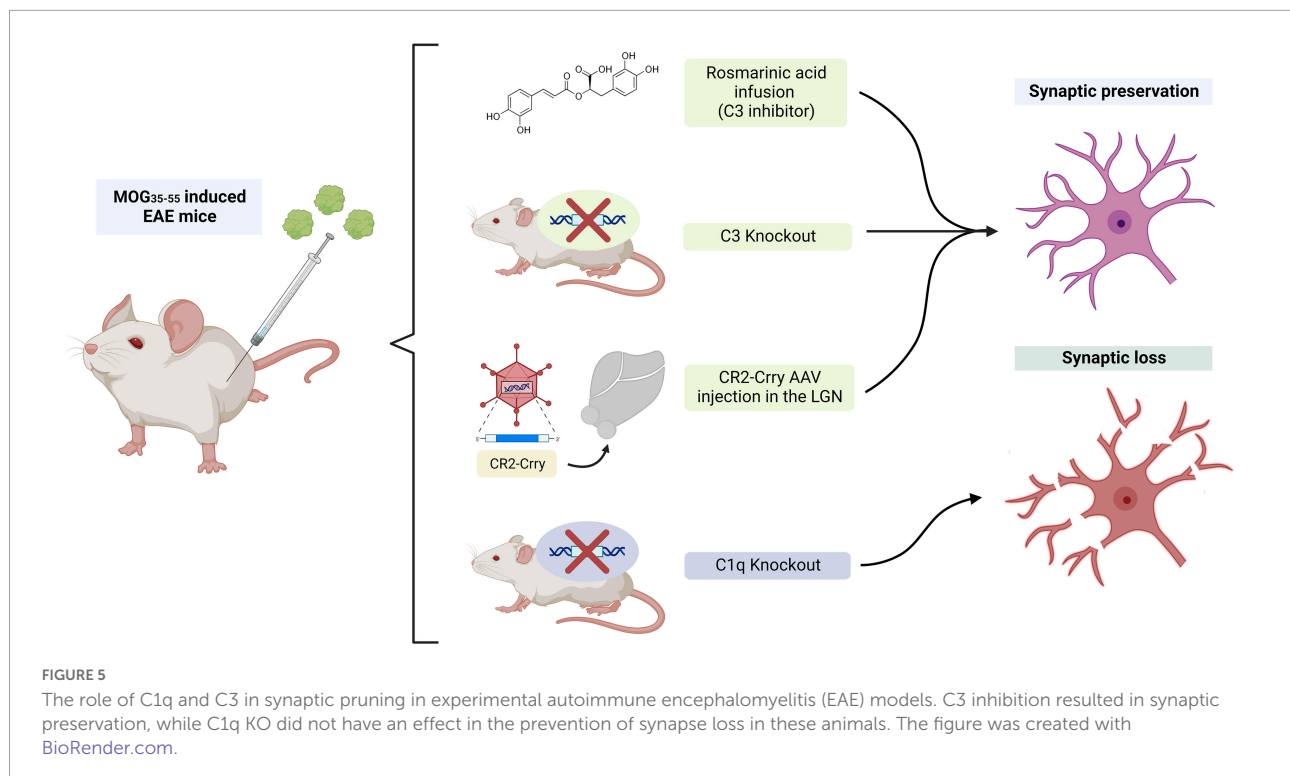 OH
O
OH
OH
O
O
HO
OH
Rosmarinic acid
infusion
(C3 inhibitor)
Synaptic preservation
MOG35-55 induced
EAE mice
C3 Knockout
CR2-Crry AAV
injection in the LGN
Synaptic loss
5'
3'
CR2-Crry
C1q Knockout
FIGURE 5
The role of C1q and C3 in synaptic pruning in experimental autoimmune encephalomyelitis (EAE) models. C3 inhibition resulted in synaptic
preservation, while C1q KO did not have an effect in the prevention of synapse loss in these animals. The figure was created with
BioRender.com.